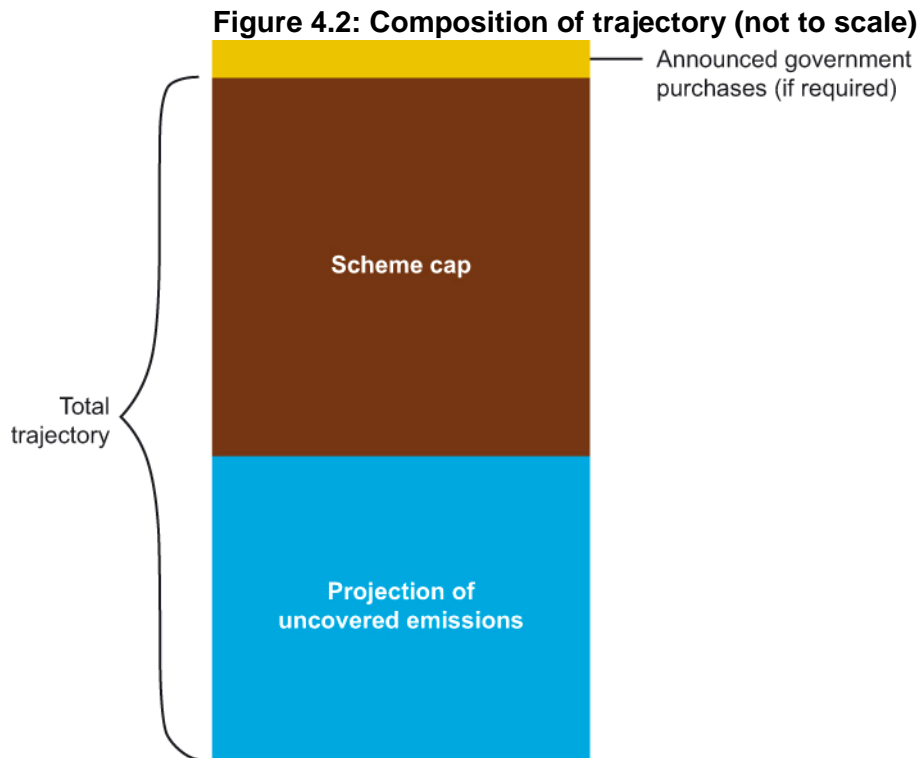 Figure 4.2: Composition of trajectory (not to scale)
Announced government
purchases (if required)
Scheme cap
Total
trajectory
Projection of
uncovered emissions